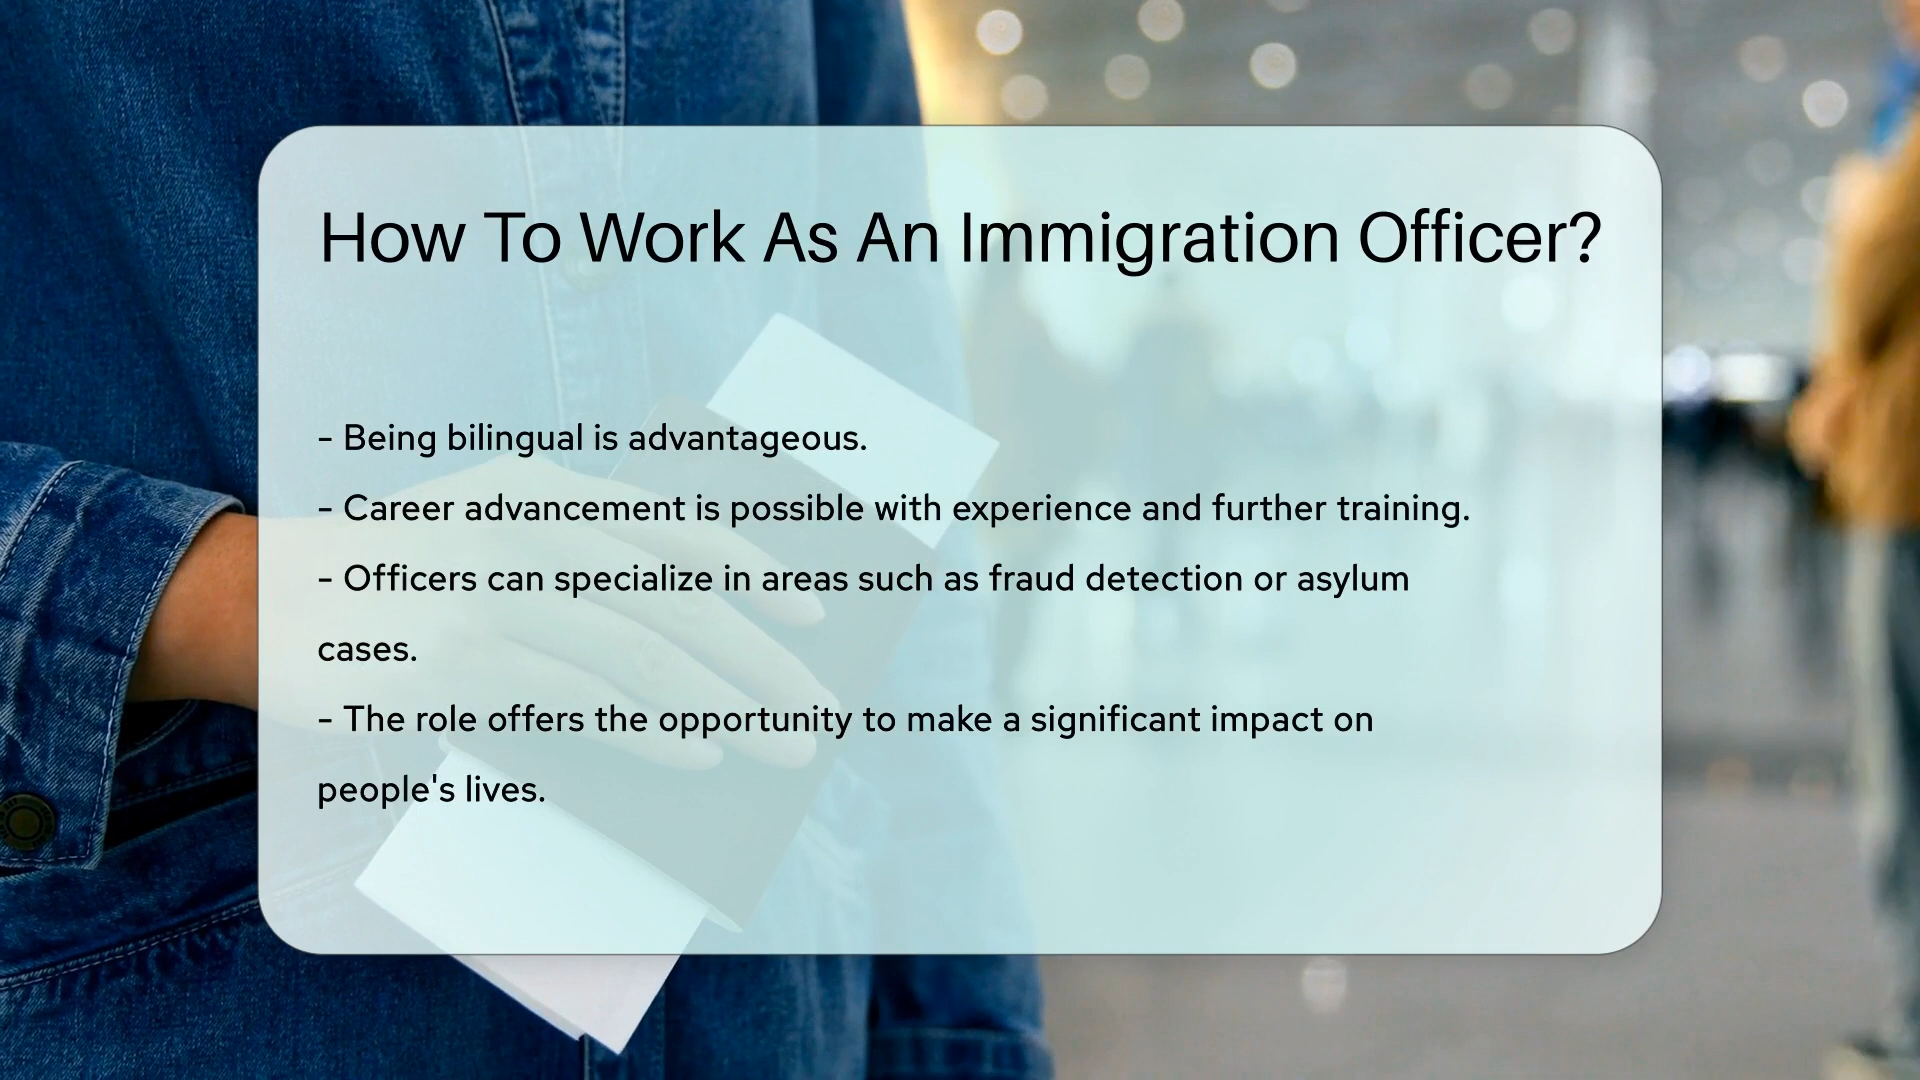 How To Work As An Immigration Officer?
- Being bilingual is advantageous.
- Career advancement is possible with experience and further training.
- Officers can specialize in areas such as fraud detection or asylum
cases.
- The role offers the opportunity to make a significant impact on
people's lives.